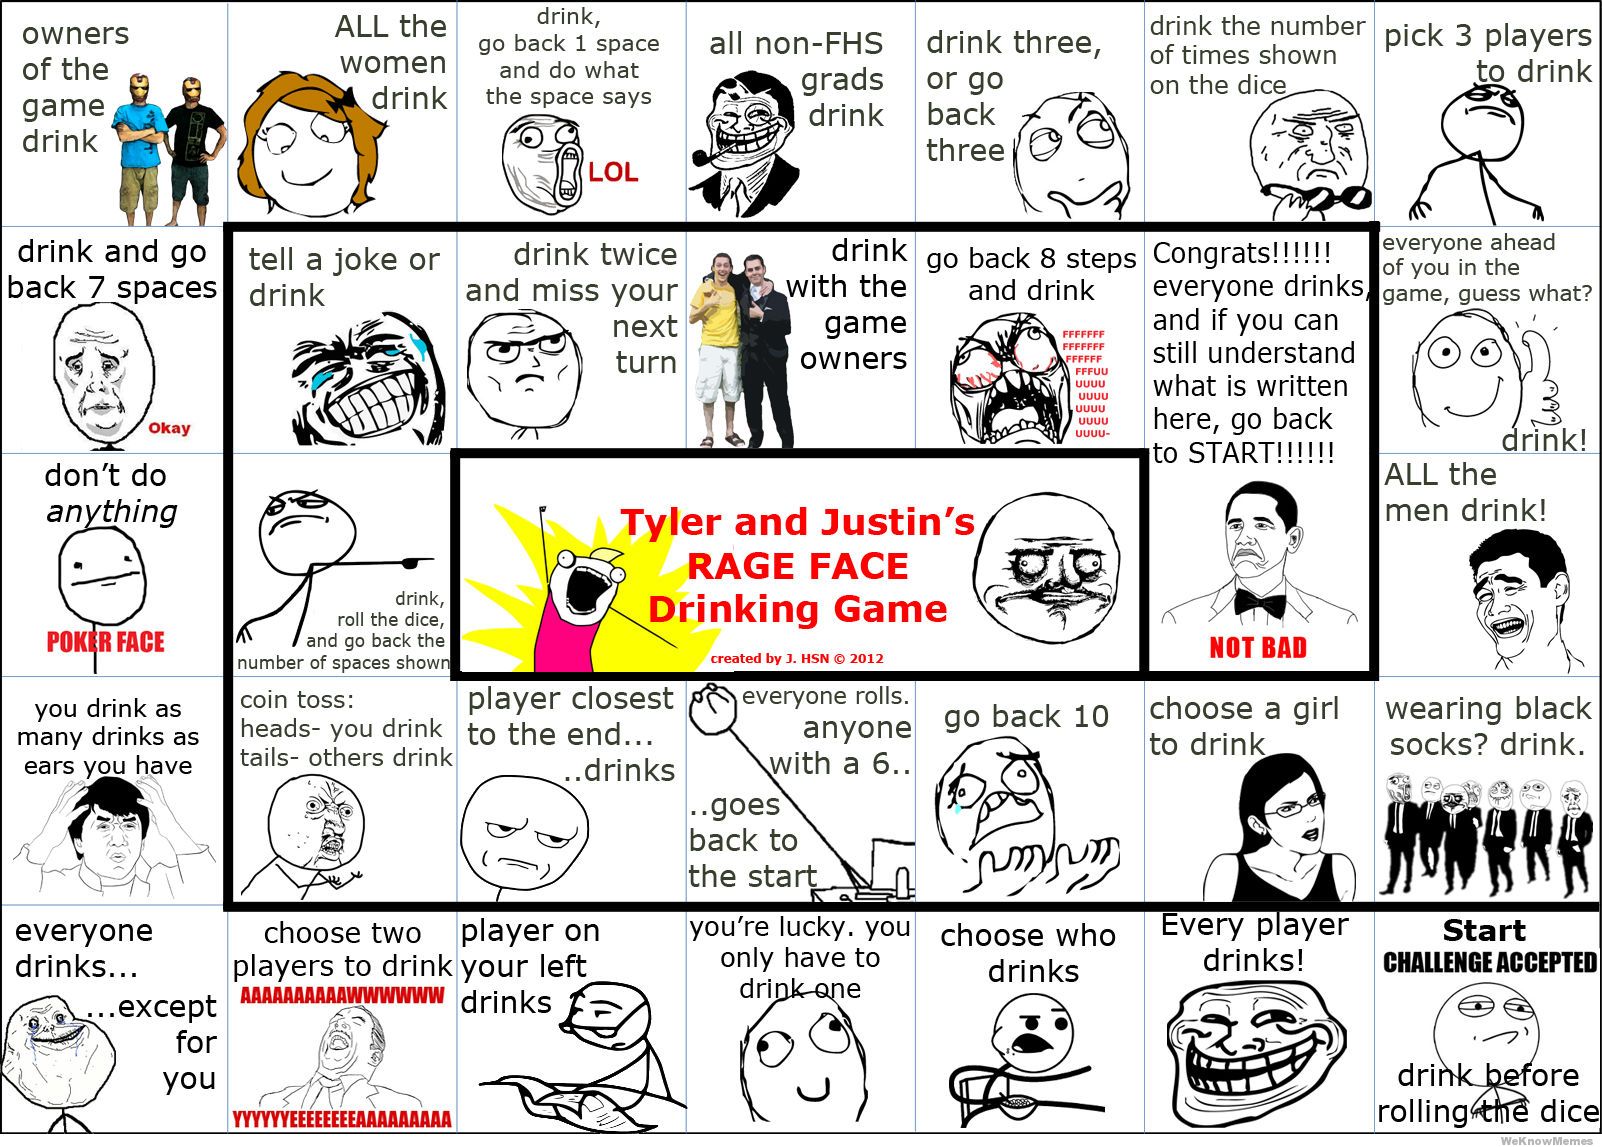 owners
of the
game
drink
ALL the
women
drink
drink,
go back 1 space
and do what
the space says
LOL
all non-FHS
grads
drink
drink three,
or go
back
three
drink the number
of times shown
on the dice
pick 3 players
to drink
drink and go
back 7 spaces
Okay
tell a joke or
drink
drink twice
and miss your
next
turn
drink
with the
game
owners
go back 8 steps
and drink
FFFFFFF
FFFFFFF
FFFFFF
FFFUU
UUUU
UUUU
UUUU
UUUU
UUUU-
Congrats!!!!!!
everyone drinks,
and if you can
still understand
what is written
here, go back
to START!!!!!!
NOT BAD
everyone ahead
of you in the
game, guess what?
drink!
don't do
anything
POKER FACE
drink,
roll the dice,
and go back the
number of spaces shown
Tyler and Justin's
RAGE FACE
Drinking Game
created by J. HSN © 2012
ALL the
men drink!
you drink as
many drinks as
ears you have
coin toss:
heads- you drink
tails- others drink
player closest
to the end...
..drinks
everyone rolls.
anyone
with a 6..
..goes
back to
the start
go back 10
choose a girl
to drink
wearing black
socks? drink.
everyone
drinks...
...except
for
you
choose two
players to drink
AAAAAAAAAAWWWWWW
YYYYYYEEEEEEEEAAAAAAAAAA
player on
your left
drinks
you're lucky. you
only have to
drink one
choose who
drinks
Every player
drinks!
Start
CHALLENGE ACCEPTED
drink before
rolling the dice
WeKnowMemes